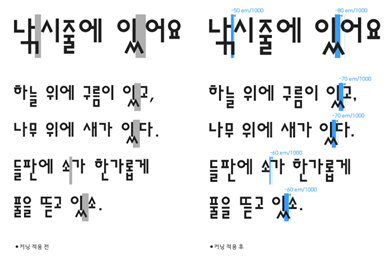 낚시줄에 있어요
하늘 위에 구름이 있고,
나무 위에 새가 있다.
들판에 소가 한가롭게
풀을 뜯고 있소.
■ 커닝 적용 전
-50 em/1000
-80 em/1000
낚시줄에 있어요
-70 em/1000
하늘 위에 구름이 있고,
-70 em/1000
나무 위에 새가 있다.
-60 em/1000
들판에 소가 한가롭게
-60 em/1000
풀을 뜯고 있소.
■ 커닝 적용 후